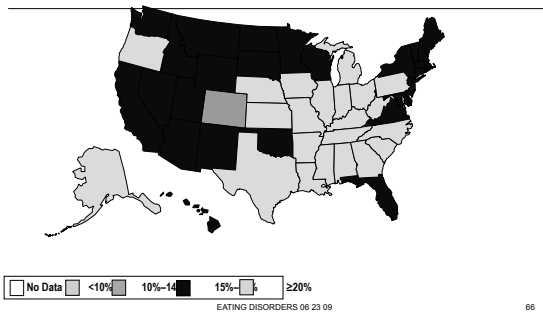 No Data <10% 10%–14 15%– % ≥20%
EATING DISORDERS 06 23 09 66